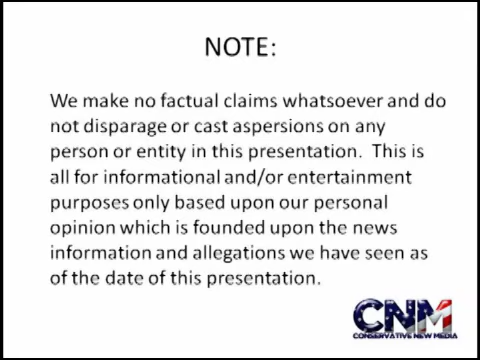 NOTE:
We make no factual claims whatsoever and do
not disparage or cast aspersions on any
person or entity in this presentation.  This is
all for informational and/or entertainment
purposes only based upon our personal
opinion which is founded upon the news
information and allegations we have seen as
of the date of this presentation.
CNM
CONSERVATIVE NEW MEDIA